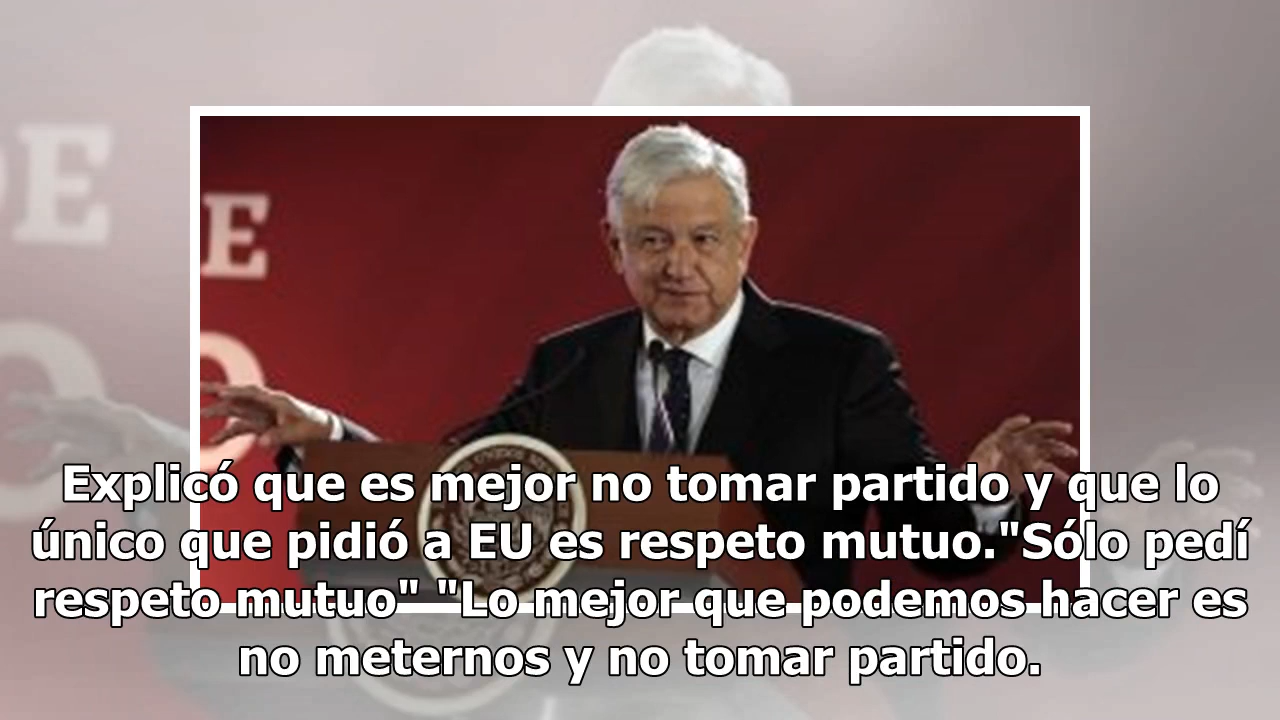 DE
E
O
O
Explicó que es mejor no tomar partido y que lo
único que pidió a EU es respeto mutuo."Sólo pedí
respeto mutuo" "Lo mejor que podemos hacer es
no meternos y no tomar partido.